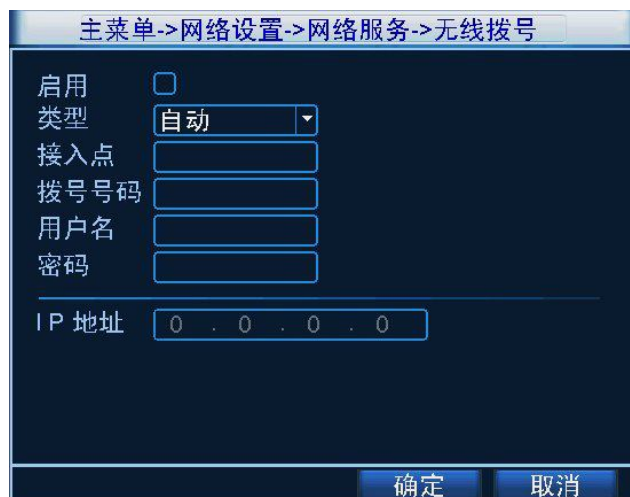 主菜单->网络设置->网络服务->无线拨号
启用
类型 自动
接入点
拨号号码
用户名
密码
IP 地址 0 . 0 . 0 . 0
确定 取消